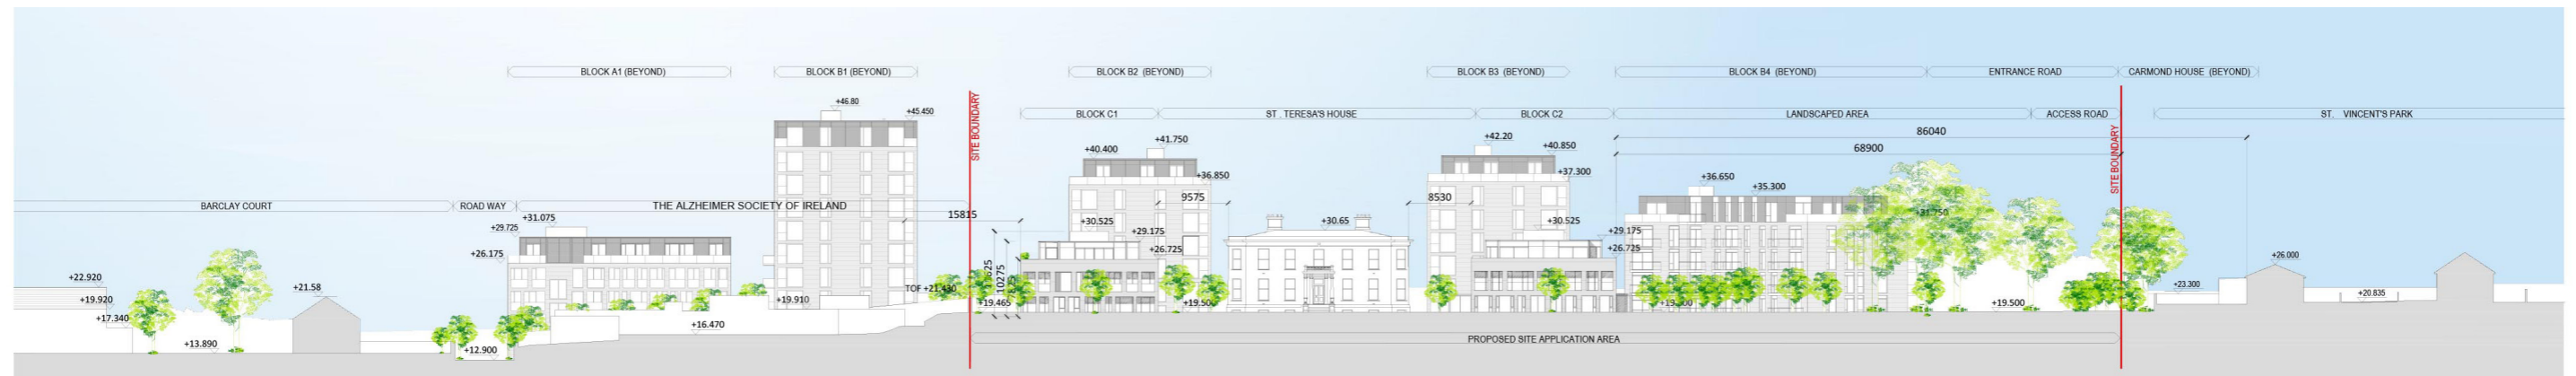 BLOCK A1 (BEYOND)
BLOCK B1 (BEYOND)
BLOCK B2 (BEYOND)
BLOCK B3 (BEYOND)
BLOCK B4 (BEYOND)
ENTRANCE ROAD
CARMOND HOUSE (BEYOND)
SITE BOUNDARY
BLOCK C1
ST . TERESA'S HOUSE
BLOCK C2
LANDSCAPED AREA
ACCESS ROAD
SITE BOUNDARY
ST. VINCENT'S PARK
+46.80
+45.450
86040
68900
+40.400
+41.750
+36.850
+42.20
+40.850
+37.300
+36.650
+35.300
BARCLAY COURT
ROAD WAY
THE ALZHEIMER SOCIETY OF IRELAND
15815
9575
8530
+31.075
+29.725
+26.175
+30.525
+29.175
+26.725
+30.65
+30.525
+29.175
+26.725
+31.750
+22.920
+19.920
+17.340
+21.58
+13.890
+12.900
+16.470
+19.910
TOF +21.430
10275
+19.465
+19.500
+19.500
+26.000
+23.300
+20.835
PROPOSED SITE APPLICATION AREA